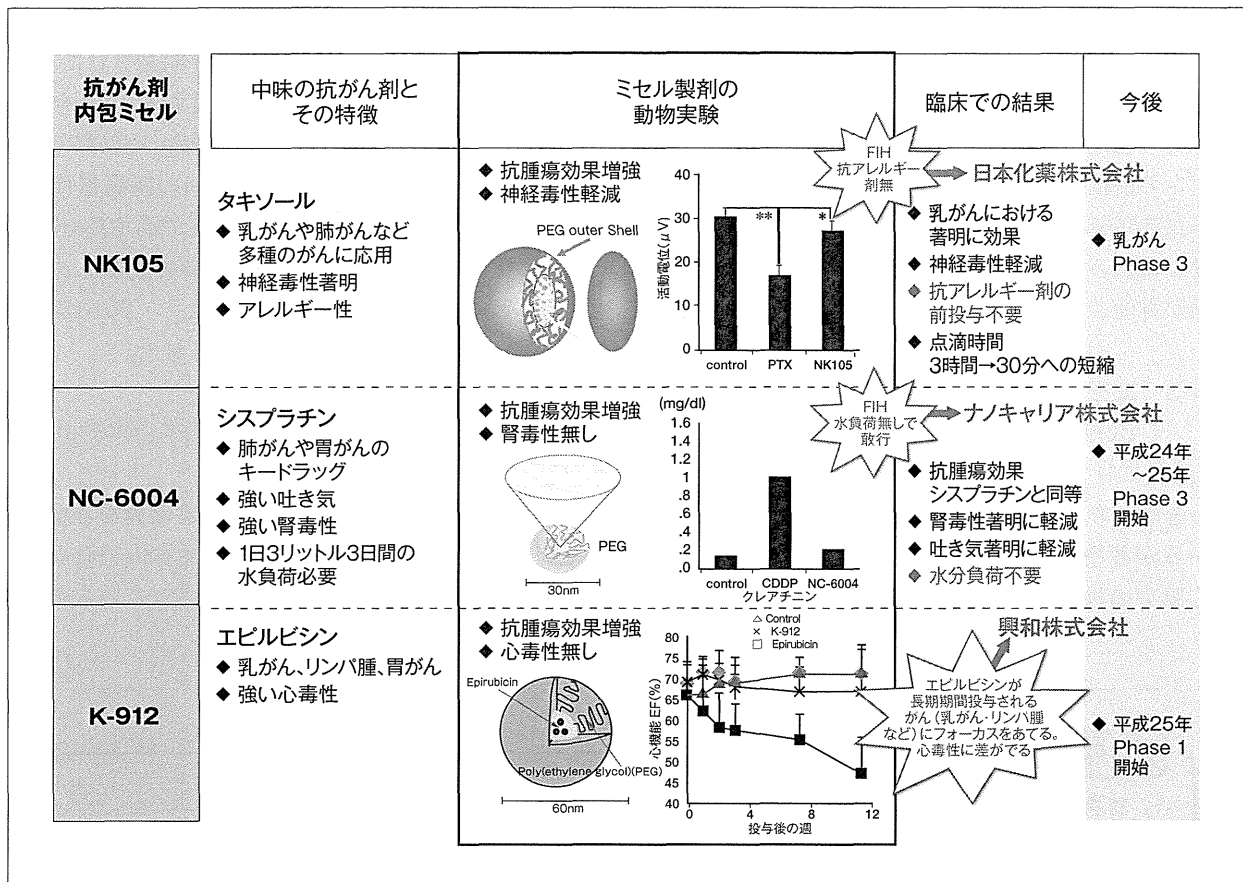 抗がん剤
内包ミセル
中味の抗がん剤と
その特徴
ミセル製剤の
動物実験
臨床での結果
今後
NK105
タキソール
◆ 乳がんや肺がんなど
多種のがんに応用
◆ 神経毒性著明
◆ アレルギー性
◆ 抗腫瘍効果増強
◆ 神経毒性軽減
PEG outer Shell
活動電位(μV)
40
30
20
10
0
**
*
control PTX NK105
FIH
抗アレルギー
剤無
日本化薬株式会社
◆ 乳がんにおける
著明に効果
◆ 神経毒性軽減
◆ 抗アレルギー剤の
前投与不要
◆ 点滴時間
3時間→30分への短縮
◆ 乳がん
Phase 3
NC-6004
シスプラチン
◆ 肺がんや胃がんの
キードラッグ
◆ 強い吐き気
◆ 強い腎毒性
◆ 1日3リットル3日間の
水負荷必要
◆ 抗腫瘍効果増強
◆ 腎毒性無し
PEG
30nm
(mg/dl)
1.6
1.4
1.2
1.0
.8
.6
.4
.2
.0
control CDDP NC-6004
クレアチニン
FIH
水負荷無しで
敢行
ナノキャリア株式会社
◆ 抗腫瘍効果
シスプラチンと同等
◆ 腎毒性著明に軽減
◆ 吐き気著明に軽減
◆ 水分負荷不要
◆ 平成24年
～25年
Phase 3
開始
K-912
エピルビシン
◆ 乳がん、リンパ腫、胃がん
◆ 強い心毒性
◆ 抗腫瘍効果増強
◆ 心毒性無し
Epirubicin
Poly(ethylene glycol)(PEG)
60nm
Control
K-912
Epirubicin
心機能 EF(%)
80
75
70
65
60
55
50
45
40
0 4 8 12
投与後の週
興和株式会社
エピルビシンが
長期期間投与される
がん(乳がん・リンパ腫
など)にフォーカスをあてる。
心毒性に差がでる
◆ 平成25年
Phase 1
開始